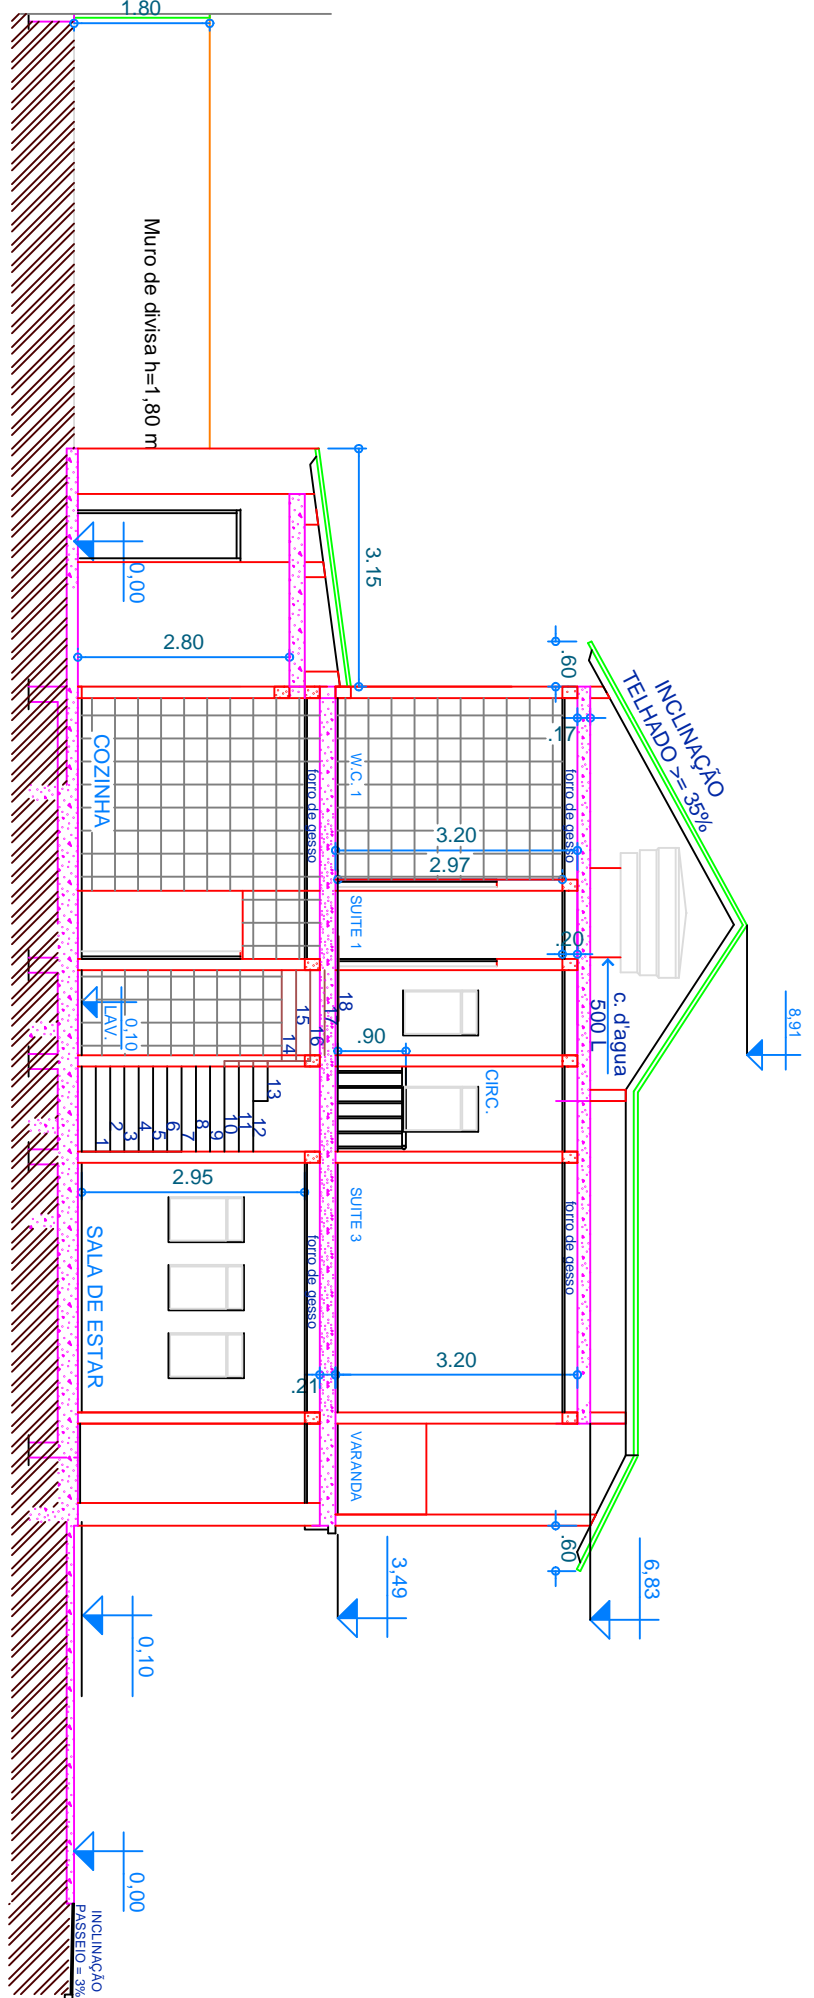 1.80
Muro de divisa h=1,80 m
3.15
0,00
2.80
.60
INCLINAÇÃO
TELHADO >= 35%
.17
COZINHA
forro de gesso
W.C. 1
forro de gesso
3.20
2.97
SUITE 1
.20
c. d'agua
500 L
8,91
0,10
LAV.
18
17
16
15
14
.90
CIRC.
13
12
11
10
9
8
7
6
5
4
3
2
1
2.95
SALA DE ESTAR
forro de gesso
SUITE 3
forro de gesso
3.20
.21
VARANDA
.60
3,49
6,83
0,10
0,00
INCLINAÇÃO
PASSEIO = 3%